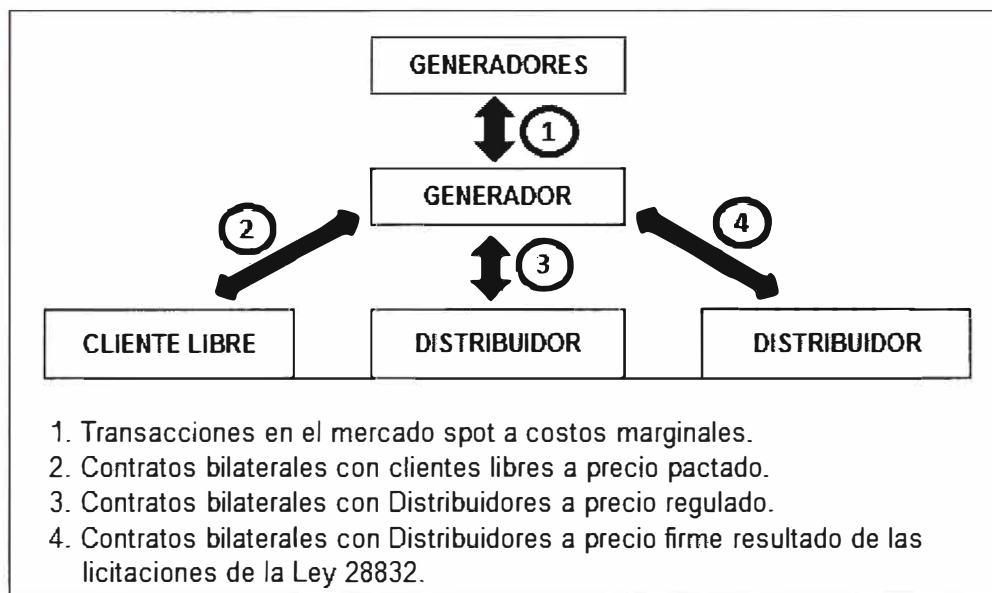 GENERADORES
1
GENERADOR
2
4
3
CLIENTE LIBRE
DISTRIBUIDOR
DISTRIBUIDOR
1. Transacciones en el mercado spot a costos marginales.
2. Contratos bilaterales con clientes libres a precio pactado.
3. Contratos bilaterales con Distribuidores a precio regulado.
4. Contratos bilaterales con Distribuidores a precio firme resultado de las
licitaciones de la Ley 28832.